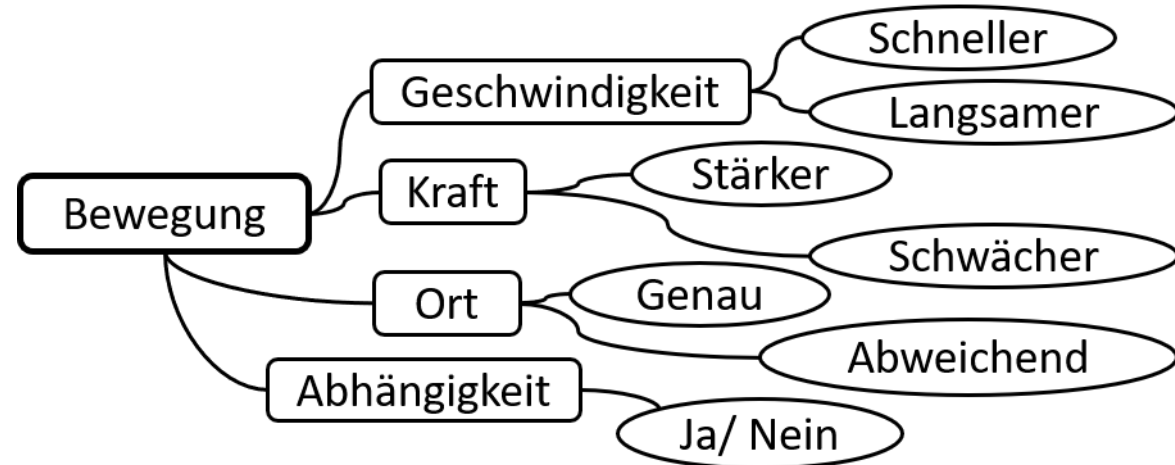 Bewegung
Geschwindigkeit
Schneller
Langsamer
Kraft
Stärker
Schwächer
Ort
Genau
Abweichend
Abhängigkeit
Ja/ Nein